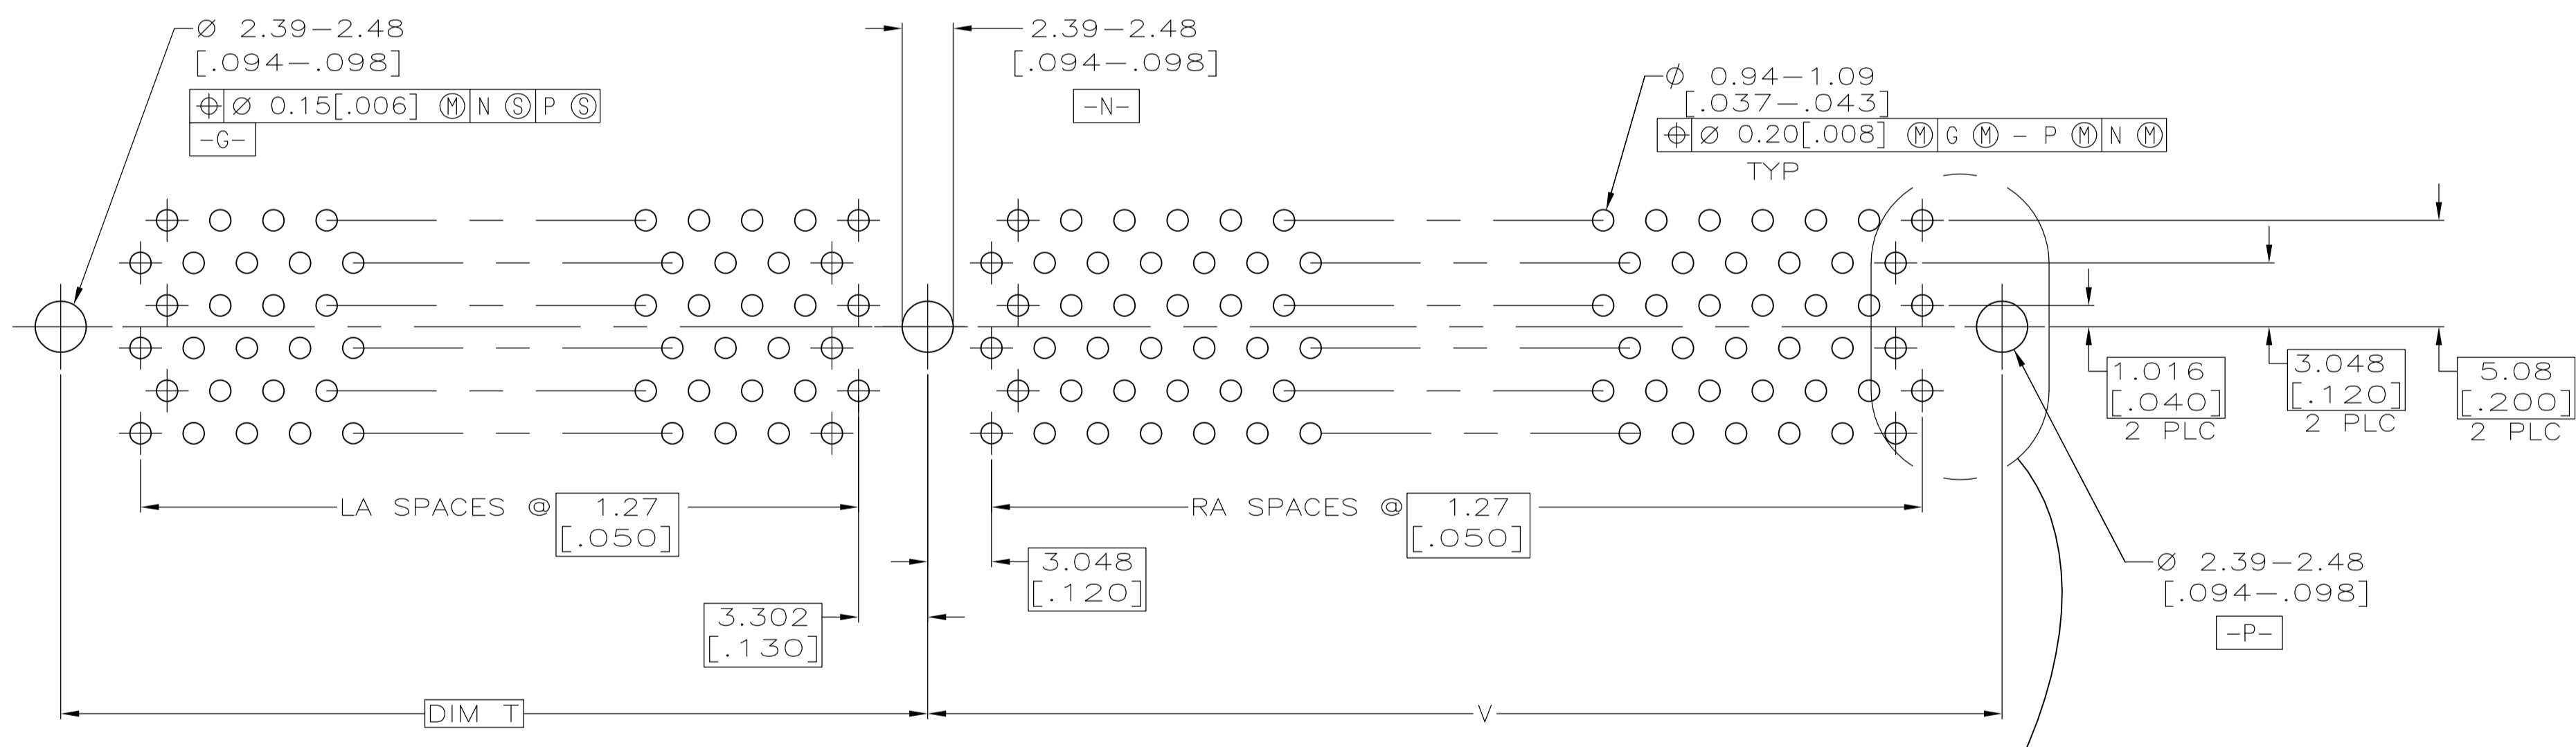 Ø 2.39–2.48
[.094–.098]
⌖ Ø 0.15[.006] Ⓜ N Ⓢ P Ⓢ
-G-
2.39–2.48
[.094–.098]
-N-
Ø 0.94–1.09
[.037–.043]
⌖ Ø 0.20[.008] Ⓜ G Ⓜ – P Ⓜ N Ⓜ
TYP
1.016
[.040]
2 PLC
3.048
[.120]
2 PLC
5.08
[.200]
2 PLC
LA SPACES @ 1.27
[.050]
RA SPACES @ 1.27
[.050]
3.048
[.120]
3.302
[.130]
Ø 2.39–2.48
[.094–.098]
-P-
DIM T
V